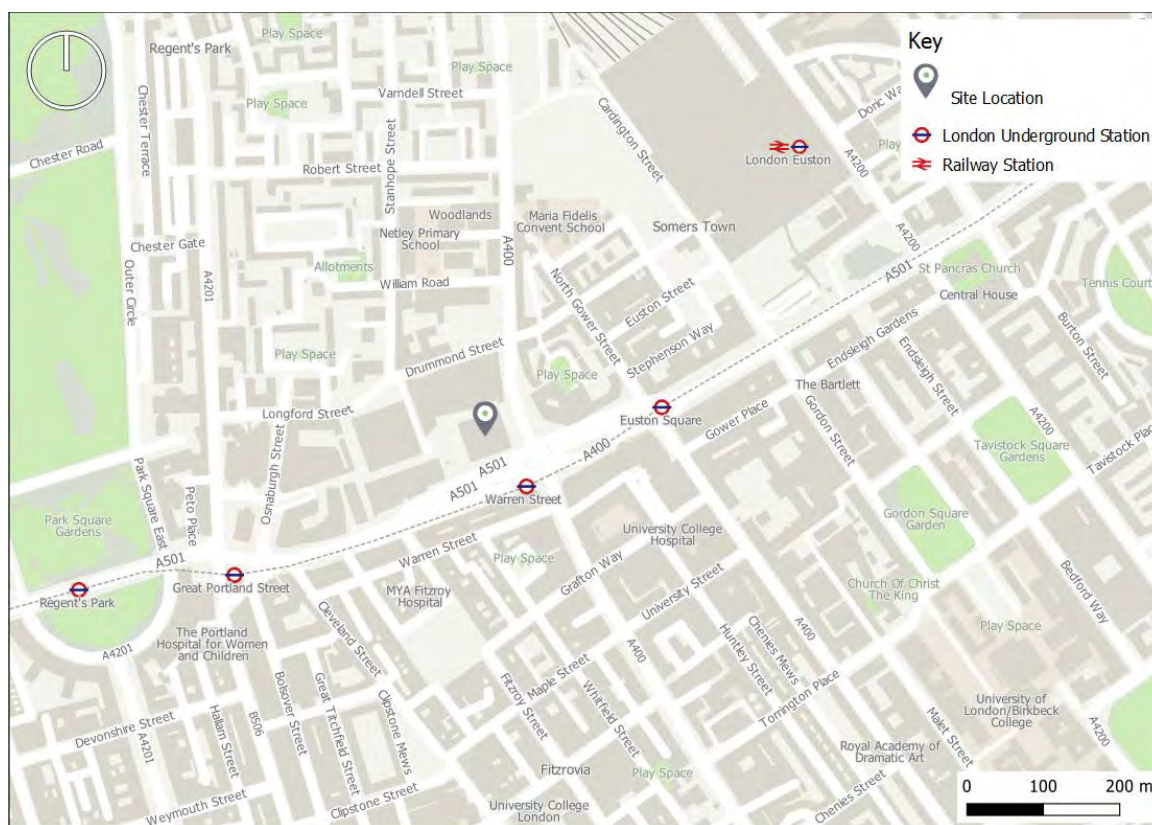 Key
Site Location
London Underground Station
Railway Station
Regent's Park
Play Space
Play Space
Play Space
Varndell Street
Chester Terrace
Chester Road
Robert Street
Stanhope Street
Cardington Street
Doric Wa
A4200
London Euston
Play
Woodlands
Netley Primary
School
Maria Fidelis
Convent School
Somers Town
A400
A4200
A501
St Pancras Church
Central House
Tennis Court
Chester Gate
Outer Circle
A4201
Allotments
William Road
North Gower Street
Euston Street
Stephenson Way
Endsleigh Gardens
Endsleigh Street
Burton Street
Play Space
Drummond Street
Play Space
The Bartlett
Longford Street
Euston Square
Gower Place
Gordon Street
A4200
Tavistock Square
Gardens
Tavistock Place
Osnaburgh Street
A501
A501
A400
Warren Street
Park Square East
Peto Place
Park Square
Gardens
Gordon Square
Garden
University College
Hospital
A501
Warren Street
Play Space
Grafton Way
University Street
Church Of Christ
The King
Bedford Way
Regent's Park
Great Portland Street
MYA Fitzroy
Hospital
Play Space
A4201
The Portland
Hospital for Women
and Children
Cleveland Street
A400
Huntley Street
Chenies Mews
A400
Torrington Place
Maple Street
Fitzroy Street
Whitfield Street
Bolsover Street
Great Titchfield Street
Clipstone Mews
Devonshire Street
A4201
Hallam Street
B506
Malet Street
University of
London/Birkbeck
College
A4200
Royal Academy of
Dramatic Art
Fitzrovia
Play Space
Chenies Street
Weymouth Street
Clipstone Street
University College
London
0 100 200 m